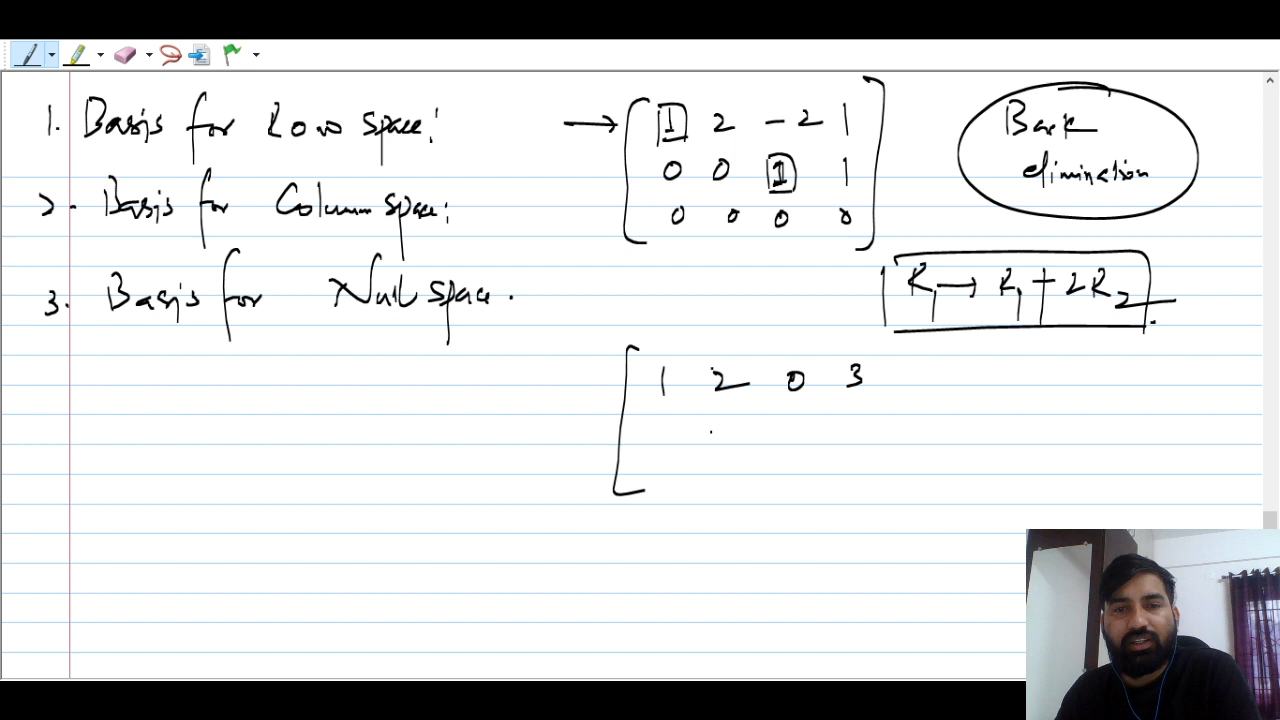 1. Basis for Row space:
2. Basis for Column space:
3. Basis for Null space.
→ [ 1 2 -2 1
0 0 1 1
0 0 0 0 ]
Back
elimination
R1 → R1 + 2R2
[ 1 2 0 3